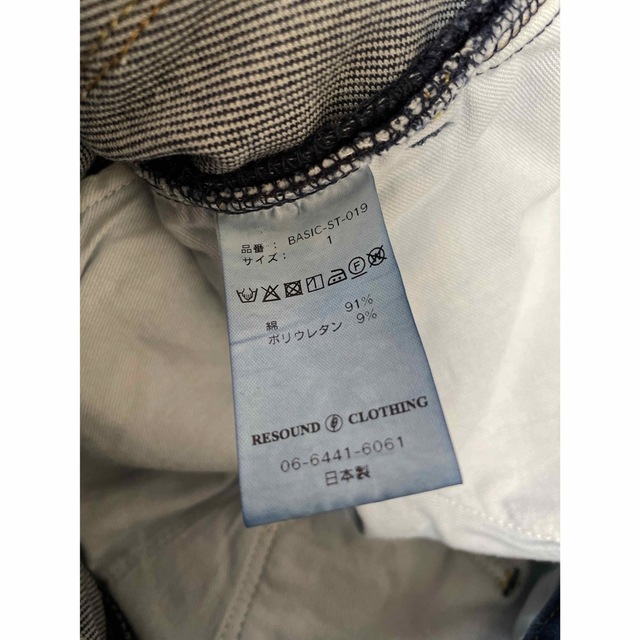 品番 : BASIC-ST-019
サイズ : 1
綿 91%
ポリウレタン 9%
RESOUND CLOTHING
06-6441-6061
日本製